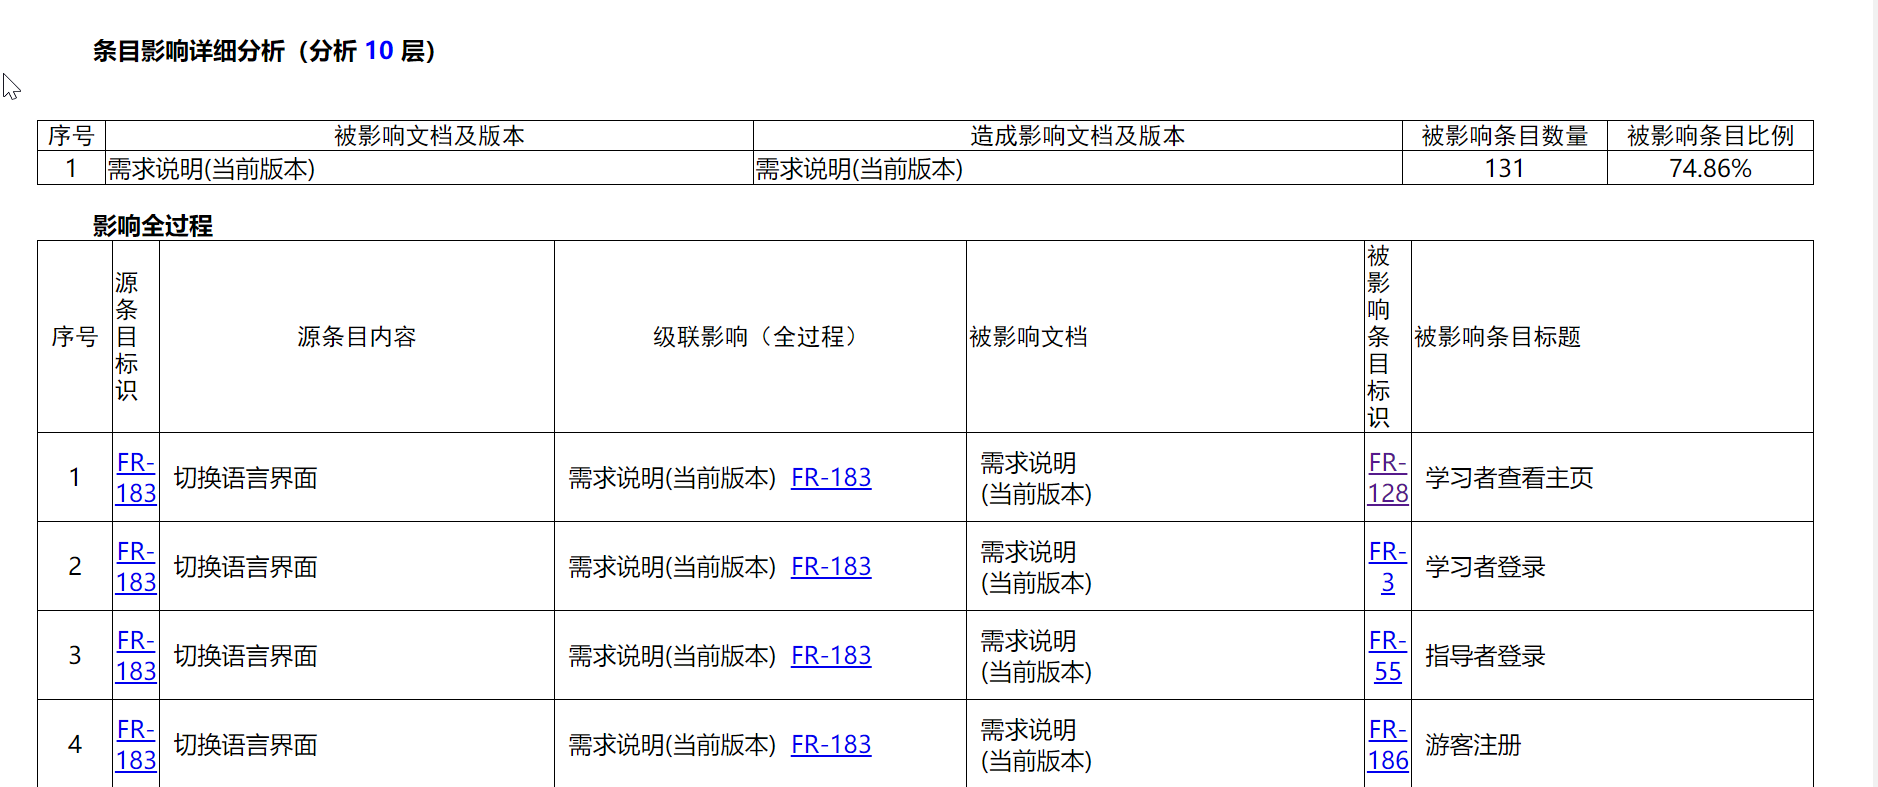 条目影响详细分析（分析 10 层）
序号 被影响文档及版本 造成影响文档及版本 被影响条目数量 被影响条目比例
1 需求说明(当前版本) 需求说明(当前版本) 131 74.86%
影响全过程
序号 源条目标识 源条目内容 级联影响（全过程） 被影响文档 被影响条目标识 被影响条目标题
1 FR-183 切换语言界面 需求说明(当前版本) FR-183 需求说明(当前版本) FR-128 学习者查看主页
2 FR-183 切换语言界面 需求说明(当前版本) FR-183 需求说明(当前版本) FR-3 学习者登录
3 FR-183 切换语言界面 需求说明(当前版本) FR-183 需求说明(当前版本) FR-55 指导者登录
4 FR-183 切换语言界面 需求说明(当前版本) FR-183 需求说明(当前版本) FR-186 游客注册